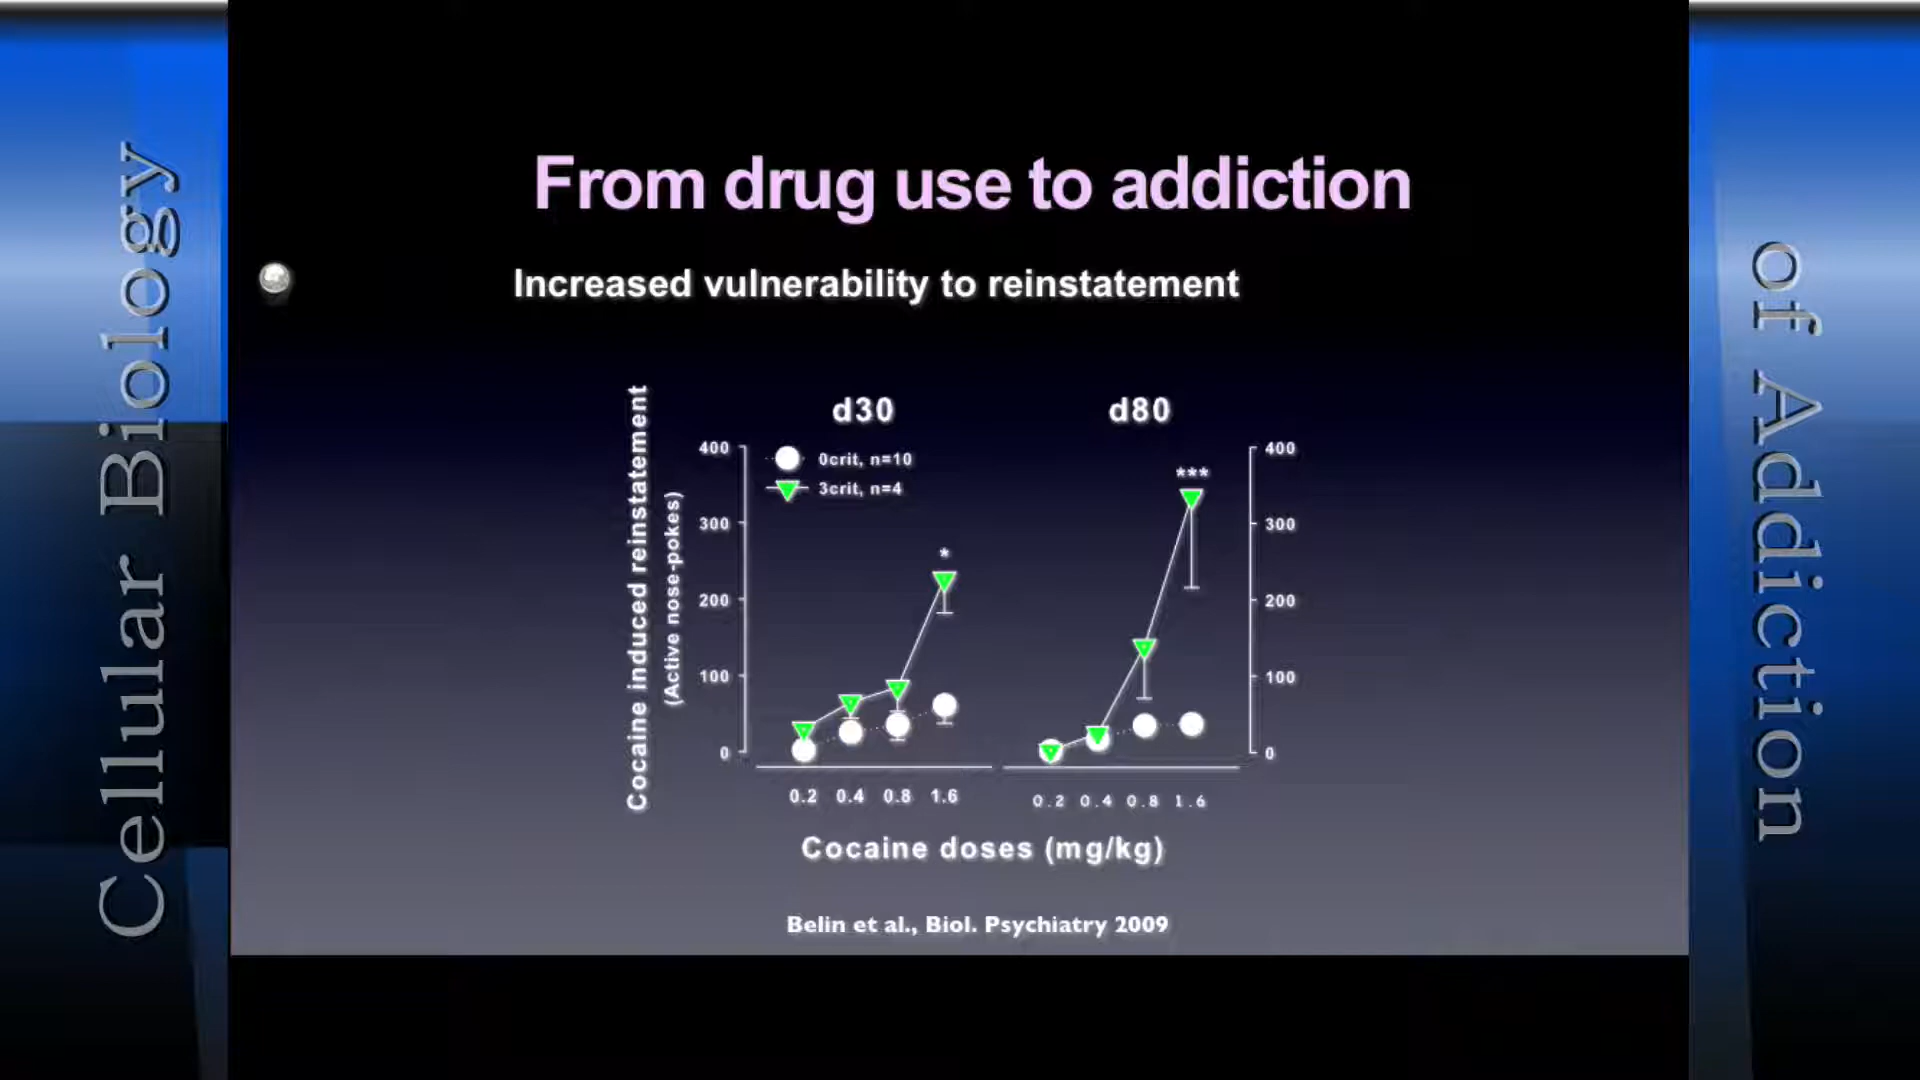 Cellular Biology
of Addiction
From drug use to addiction
Increased vulnerability to reinstatement
Cocaine induced reinstatement
(Active nose-pokes)
d30
d80
0crit, n=10
3crit, n=4
400
300
200
100
0
*
***
400
300
200
100
0
0.2 0.4 0.8 1.6
0.2 0.4 0.8 1.6
Cocaine doses (mg/kg)
Belin et al., Biol. Psychiatry 2009